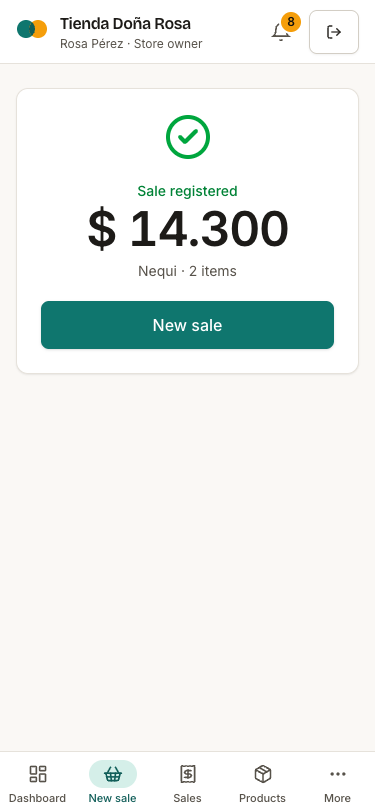 Tienda Doña Rosa
Rosa Pérez · Store owner
8
Sale registered
$ 14.300
Nequi · 2 items
New sale
Dashboard
New sale
Sales
Products
More